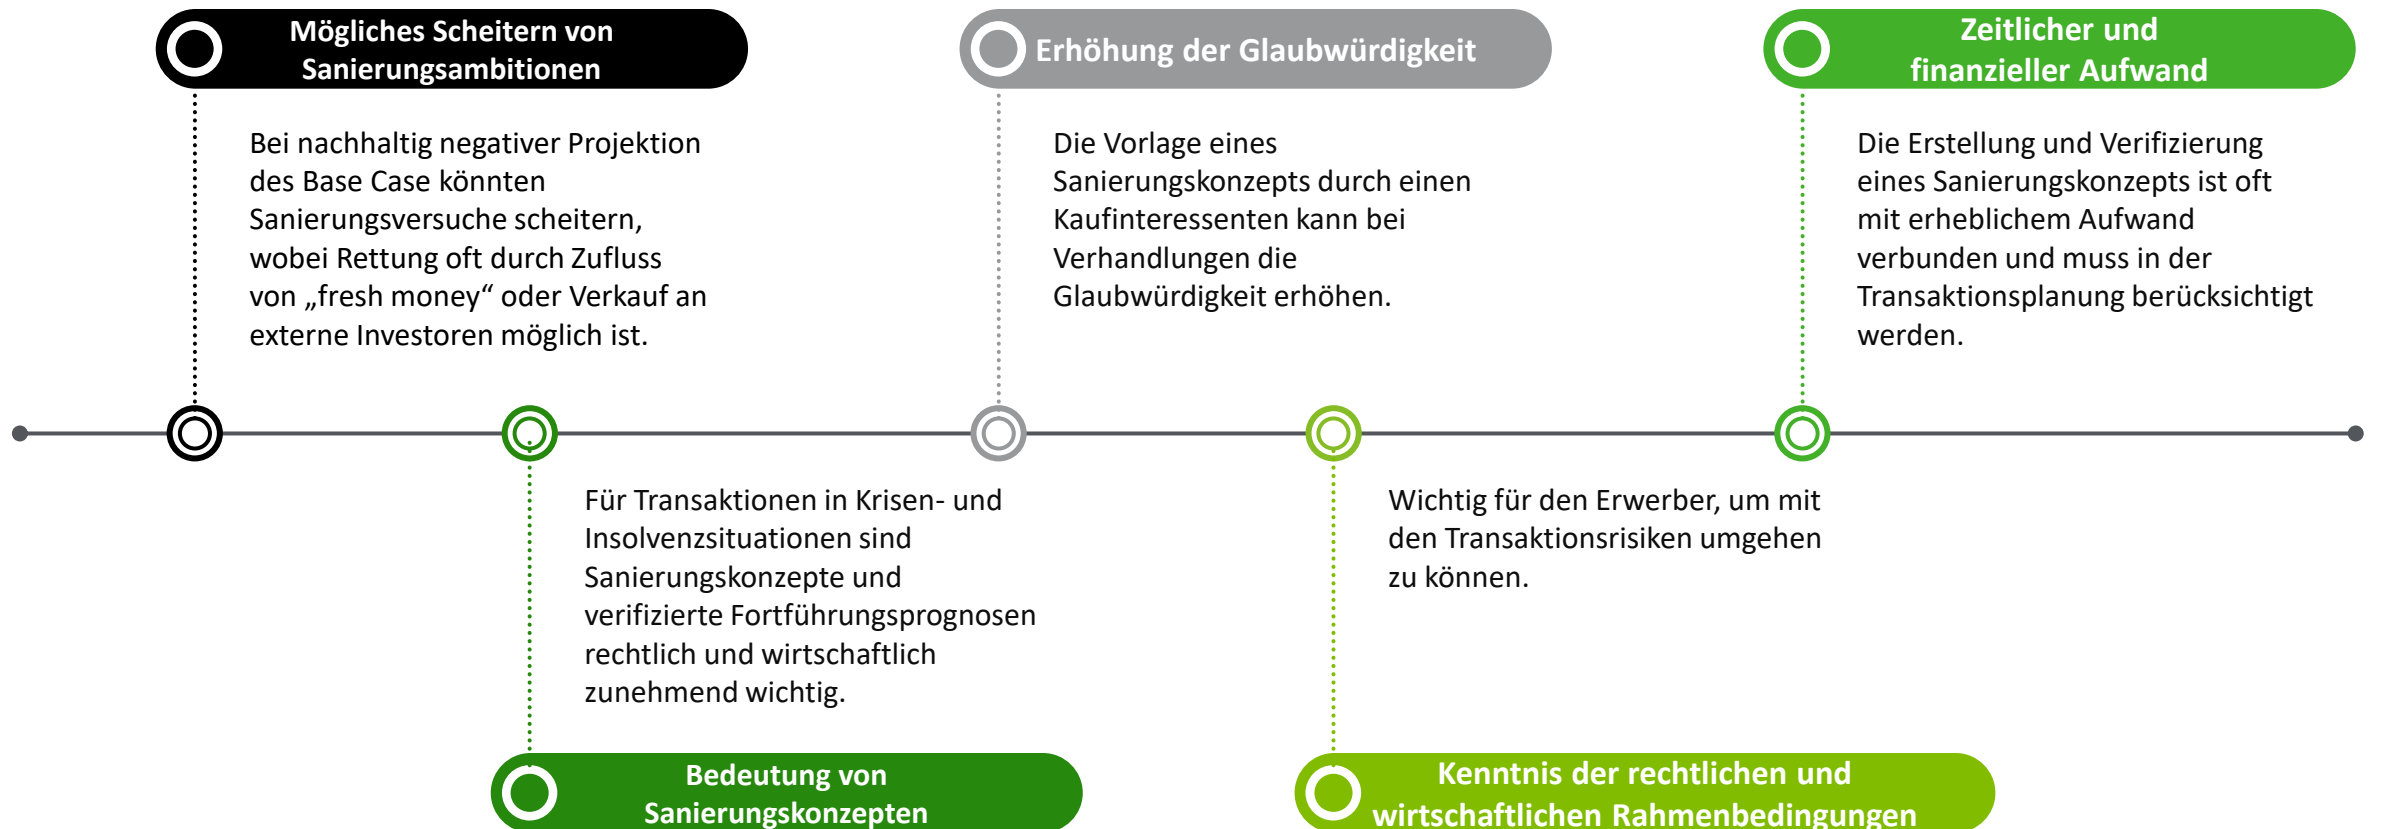 Mögliches Scheitern von
Sanierungsambitionen
Bei nachhaltig negativer Projektion
des Base Case könnten
Sanierungsversuche scheitern,
wobei Rettung oft durch Zufluss
von „fresh money“ oder Verkauf an
externe Investoren möglich ist.
Für Transaktionen in Krisen- und
Insolvenzsituationen sind
Sanierungskonzepte und
verifizierte Fortführungsprognosen
rechtlich und wirtschaftlich
zunehmend wichtig.
Bedeutung von
Sanierungskonzepten
Erhöhung der Glaubwürdigkeit
Die Vorlage eines
Sanierungskonzepts durch einen
Kaufinteressenten kann bei
Verhandlungen die
Glaubwürdigkeit erhöhen.
Wichtig für den Erwerber, um mit
den Transaktionsrisiken umgehen
zu können.
Kenntnis der rechtlichen und
wirtschaftlichen Rahmenbedingungen
Zeitlicher und
finanzieller Aufwand
Die Erstellung und Verifizierung
eines Sanierungskonzepts ist oft
mit erheblichem Aufwand
verbunden und muss in der
Transaktionsplanung berücksichtigt
werden.